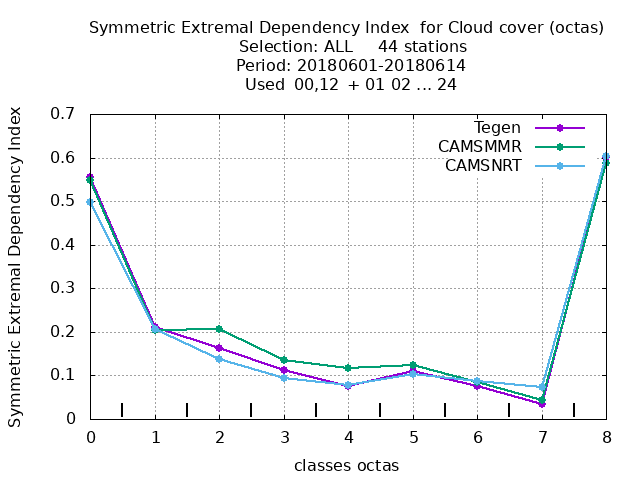 Symmetric Extremal Dependency Index  for Cloud cover (octas)
Selection: ALL     44 stations
Period: 20180601-20180614
Used  00,12  + 01 02 ... 24
Symmetric Extremal Dependency Index
0.7
0.6
0.5
0.4
0.3
0.2
0.1
0
Tegen
CAMSMMR
CAMSNRT
0 1 2 3 4 5 6 7 8
classes octas